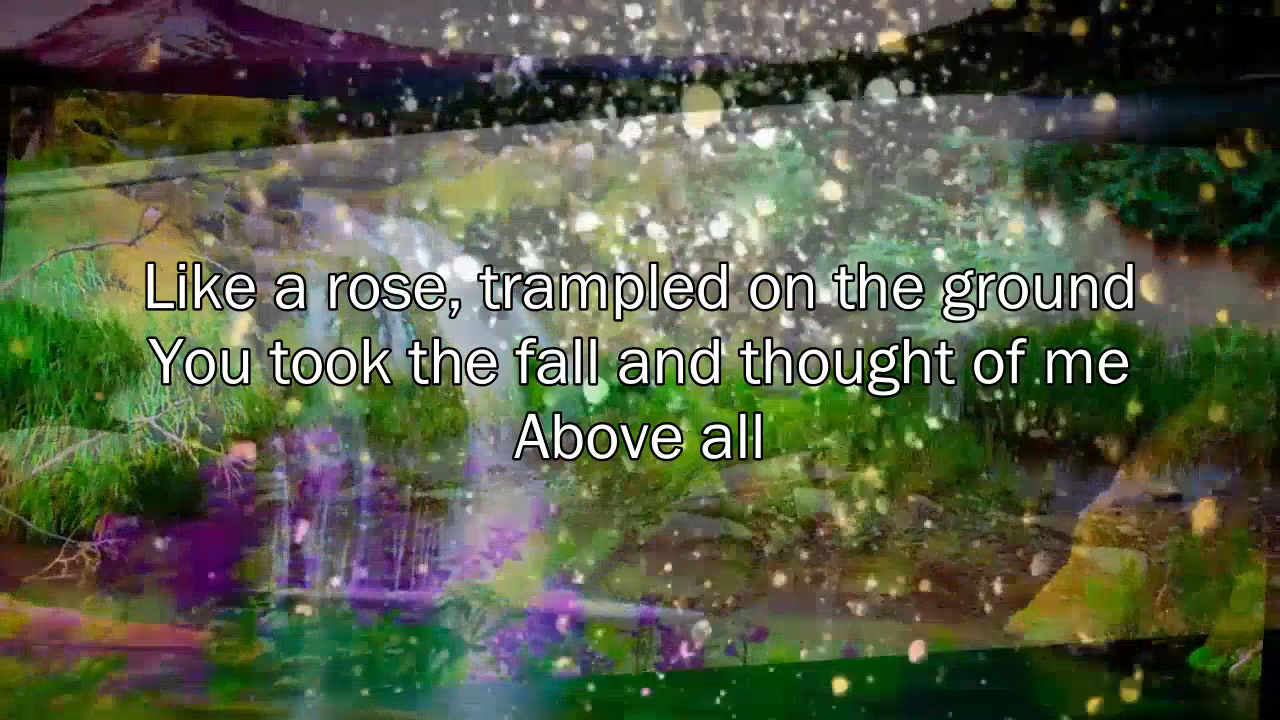 Like a rose, trampled on the ground
You took the fall and thought of me
Above all